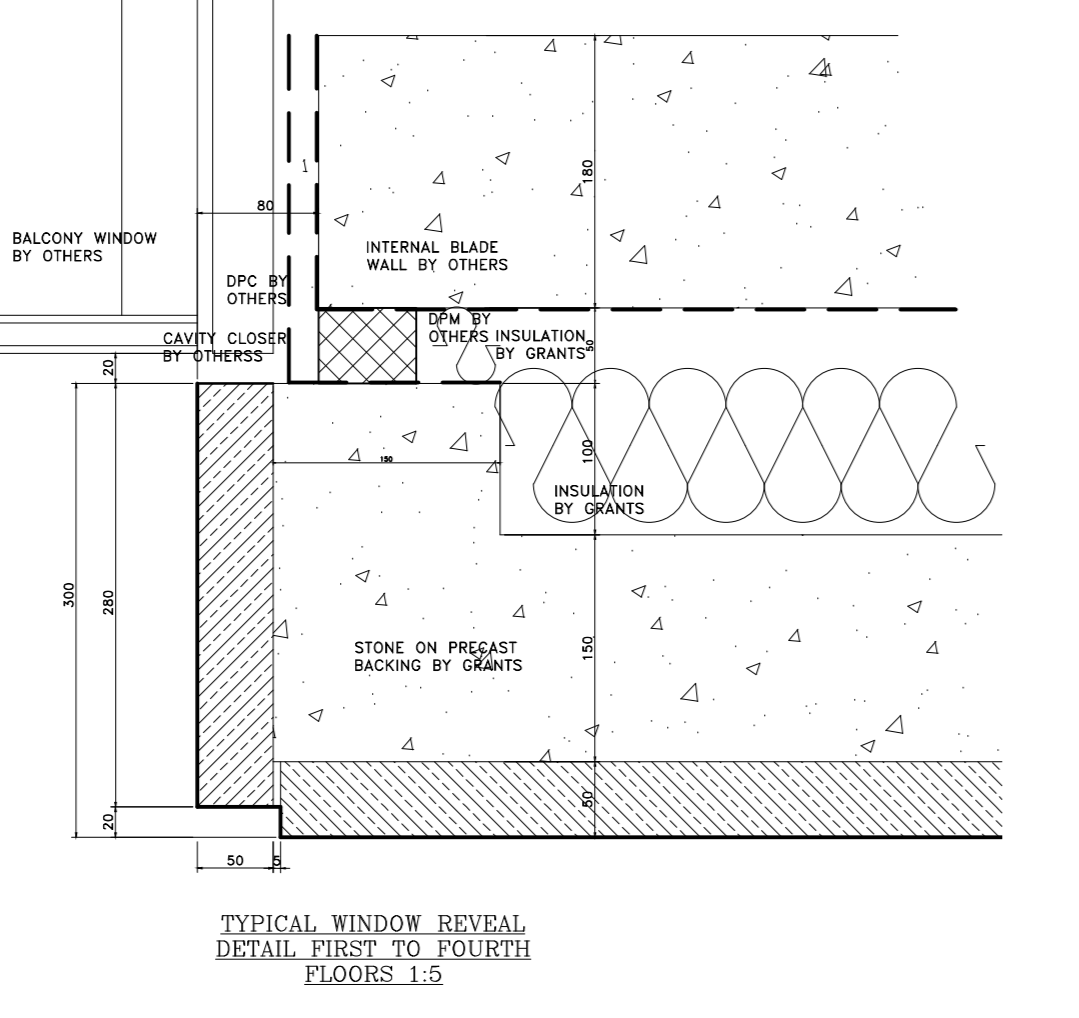 180
80
BALCONY WINDOW
BY OTHERS
INTERNAL BLADE
WALL BY OTHERS
DPC BY
OTHERS
DPM BY
OTHERS
INSULATION
BY GRANTS
50
CAVITY CLOSER
BY OTHERSS
20
100
150
INSULATION
BY GRANTS
300
280
150
STONE ON PRECAST
BACKING BY GRANTS
50
20
50
5
TYPICAL WINDOW REVEAL
DETAIL FIRST TO FOURTH
FLOORS 1:5